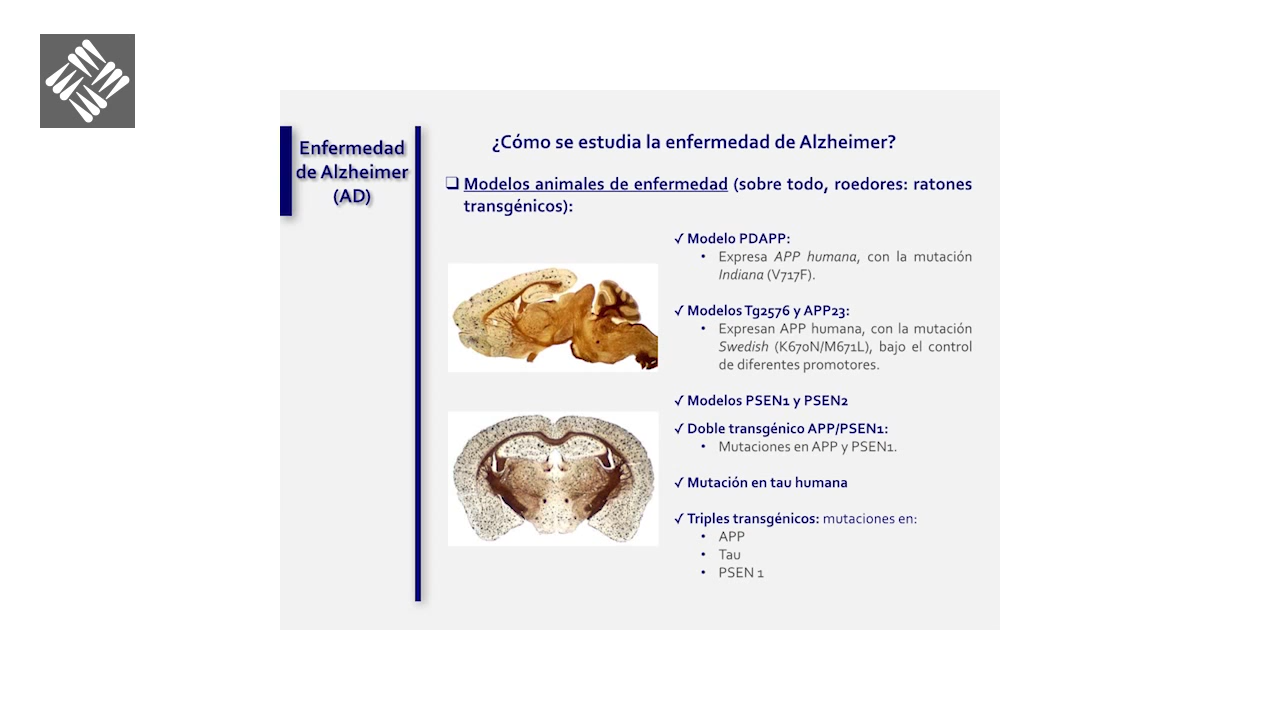 Enfermedad
de Alzheimer
(AD)
¿Cómo se estudia la enfermedad de Alzheimer?
❑ Modelos animales de enfermedad (sobre todo, roedores: ratones
transgénicos):
✓ Modelo PDAPP:
• Expresa APP humana, con la mutación
Indiana (V717F).
✓ Modelos Tg2576 y APP23:
• Expresan APP humana, con la mutación
Swedish (K670N/M671L), bajo el control
de diferentes promotores.
✓ Modelos PSEN1 y PSEN2
✓ Doble transgénico APP/PSEN1:
• Mutaciones en APP y PSEN1.
✓ Mutación en tau humana
✓ Triples transgénicos: mutaciones en:
• APP
• Tau
• PSEN 1